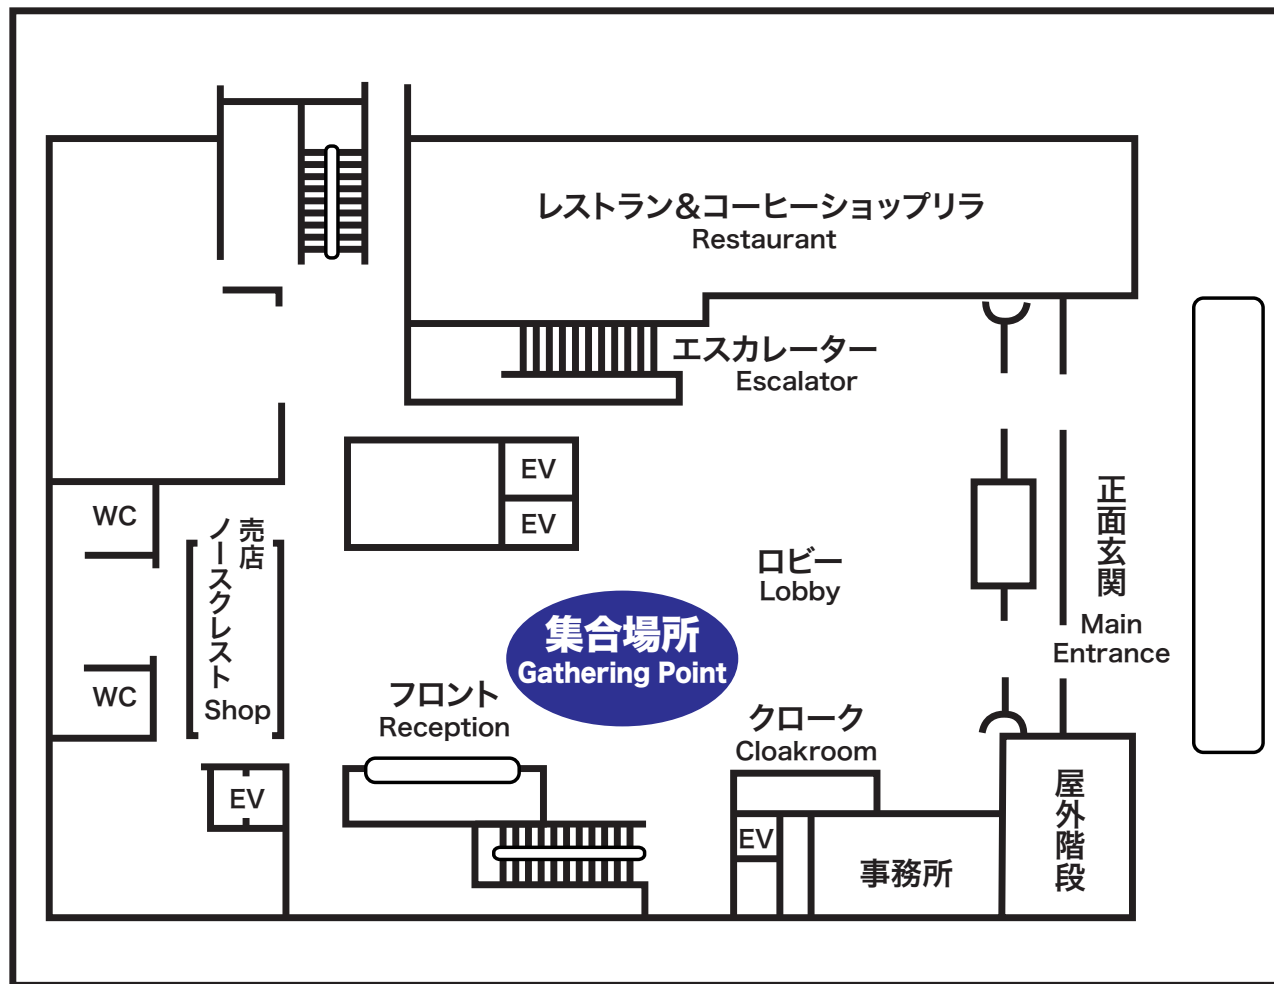 レストラン&コーヒーショップリラ
Restaurant
エスカレーター
Escalator
EV
EV
WC
売店
ノースクレスト
Shop
WC
ロビー
Lobby
正面玄関
Main
Entrance
集合場所
Gathering Point
フロント
Reception
クローク
Cloakroom
EV
EV
事務所
屋外階段